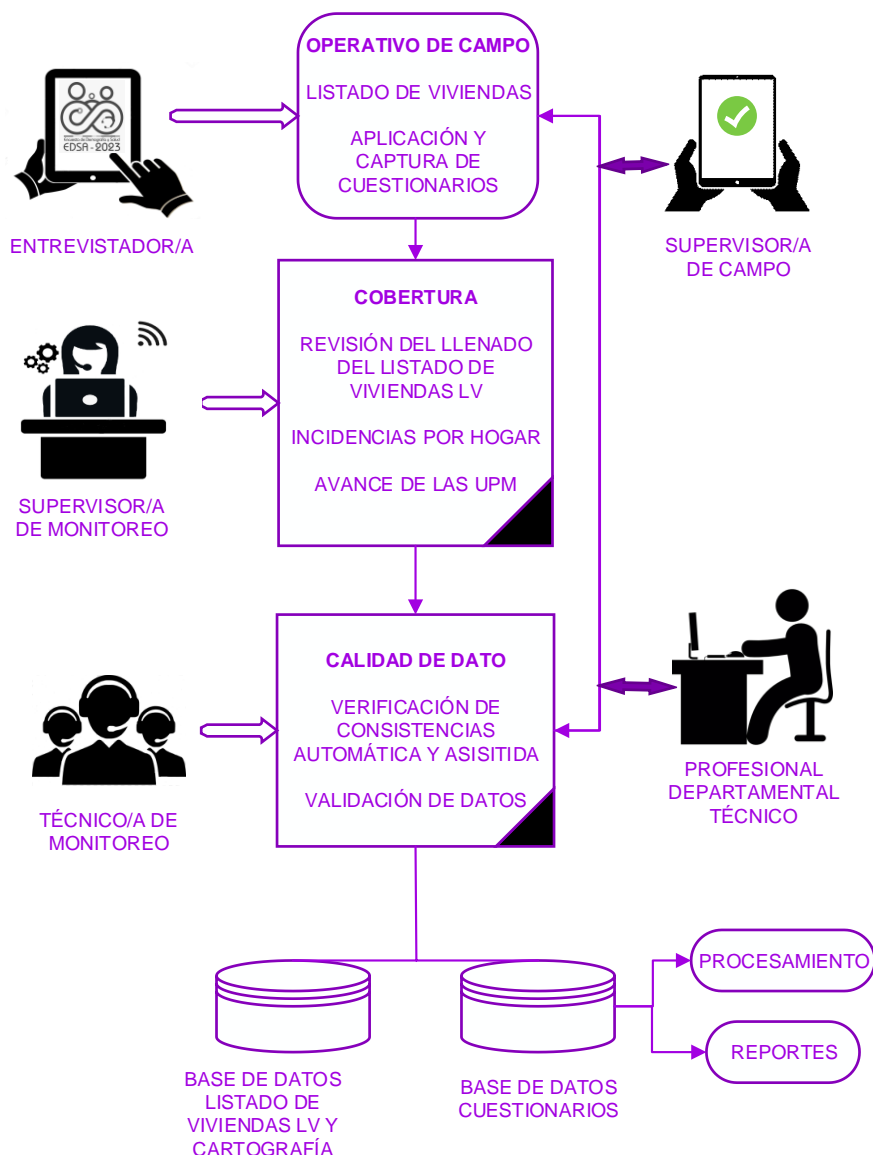 OPERATIVO DE CAMPO
LISTADO DE VIVIENDAS
APLICACIÓN Y
CAPTURA DE
CUESTIONARIOS
EDSA - 2023
ENTREVISTADOR/A
SUPERVISOR/A
DE CAMPO
COBERTURA
REVISIÓN DEL LLENADO
DEL LISTADO DE
VIVIENDAS LV
INCIDENCIAS POR HOGAR
AVANCE DE LAS UPM
SUPERVISOR/A
DE MONITOREO
CALIDAD DE DATO
VERIFICACIÓN DE
CONSISTENCIAS
AUTOMÁTICA Y ASISITIDA
VALIDACIÓN DE DATOS
TÉCNICO/A DE
MONITOREO
PROFESIONAL
DEPARTAMENTAL
TÉCNICO
PROCESAMIENTO
REPORTES
BASE DE DATOS
LISTADO DE
VIVIENDAS LV Y
CARTOGRAFÍA
BASE DE DATOS
CUESTIONARIOS